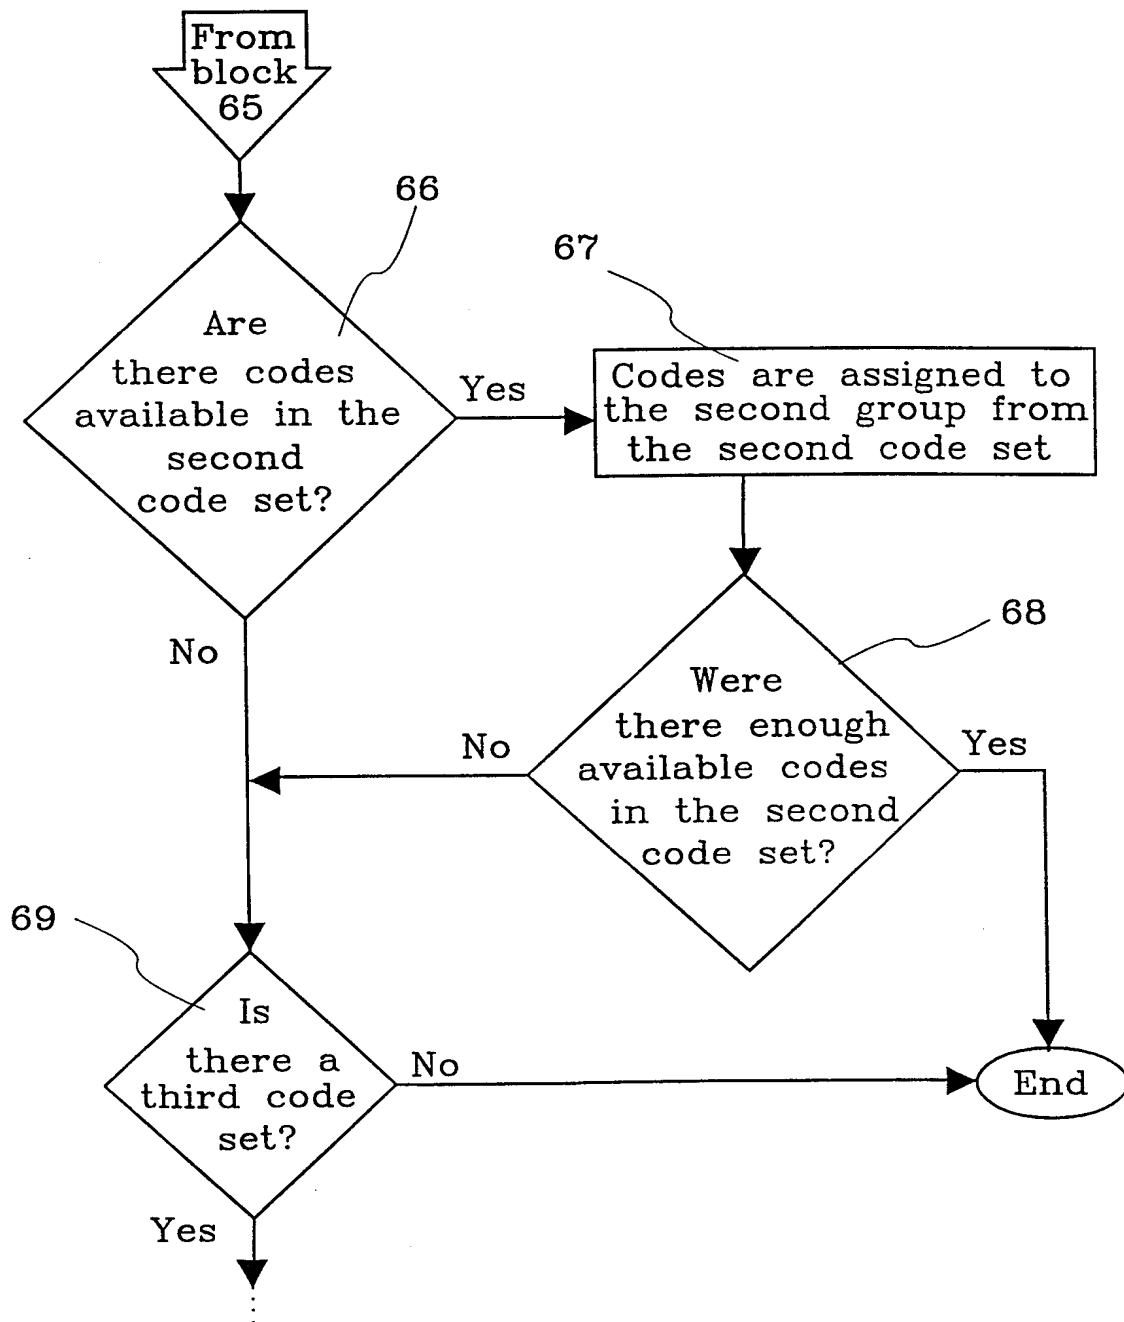 From
block
65
66
Are
there codes
available in the
second
code set?
Yes
67
Codes are assigned to
the second group from
the second code set
No
68
Were
there enough
available codes
in the second
code set?
No
Yes
69
Is
there a
third code
set?
No
End
Yes